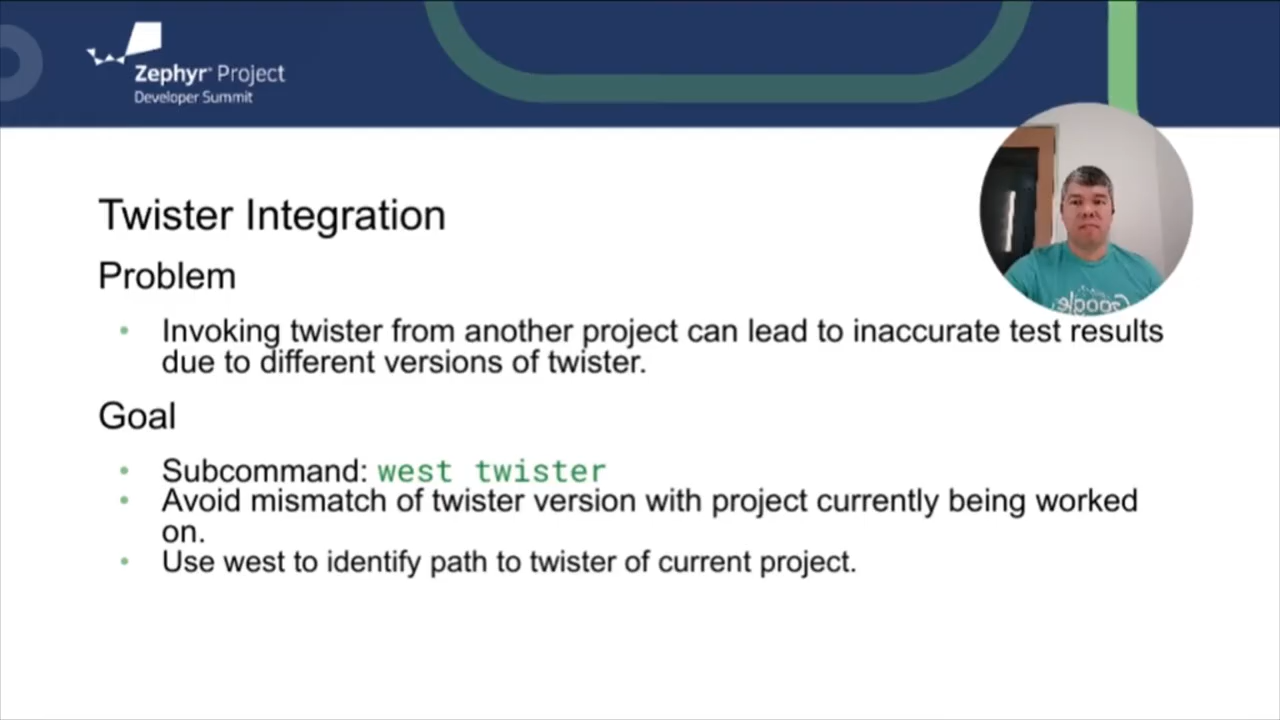 Zephyr® Project
Developer Summit
Twister Integration
Problem
• Invoking twister from another project can lead to inaccurate test results
due to different versions of twister.
Goal
• Subcommand: west twister
• Avoid mismatch of twister version with project currently being worked
on.
• Use west to identify path to twister of current project.
Google